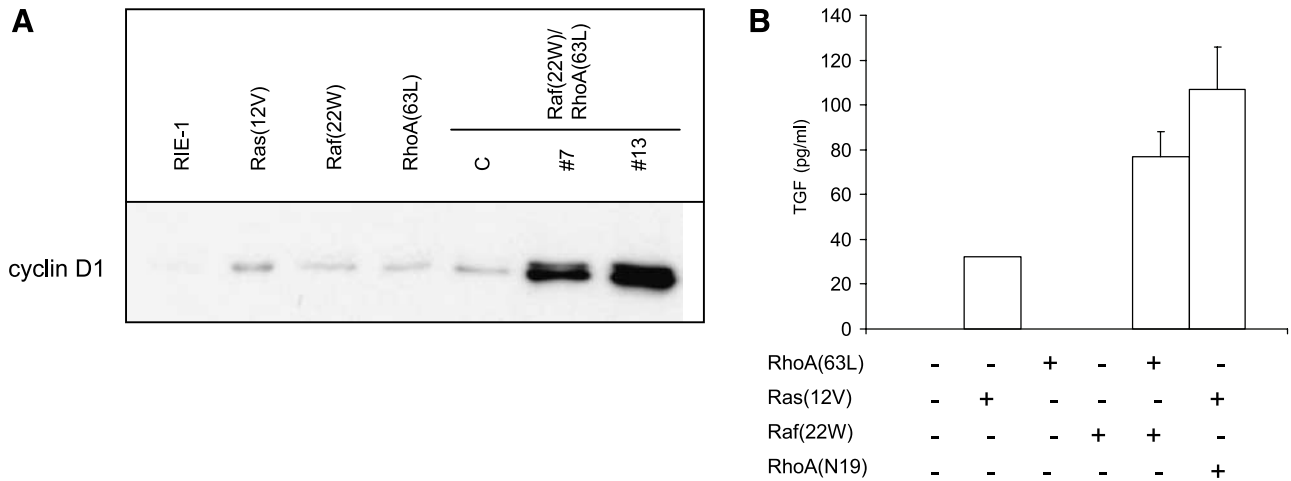 A
RIE-1
Ras(12V)
Raf(22W)
RhoA(63L)
Raf(22W)/
RhoA(63L)
C
#7
#13
cyclin D1
B
TGF (pg/ml)
140
120
100
80
60
40
20
0
RhoA(63L) - - + - + -
Ras(12V) - + - - - +
Raf(22W) - - - + + -
RhoA(N19) - - - - - +